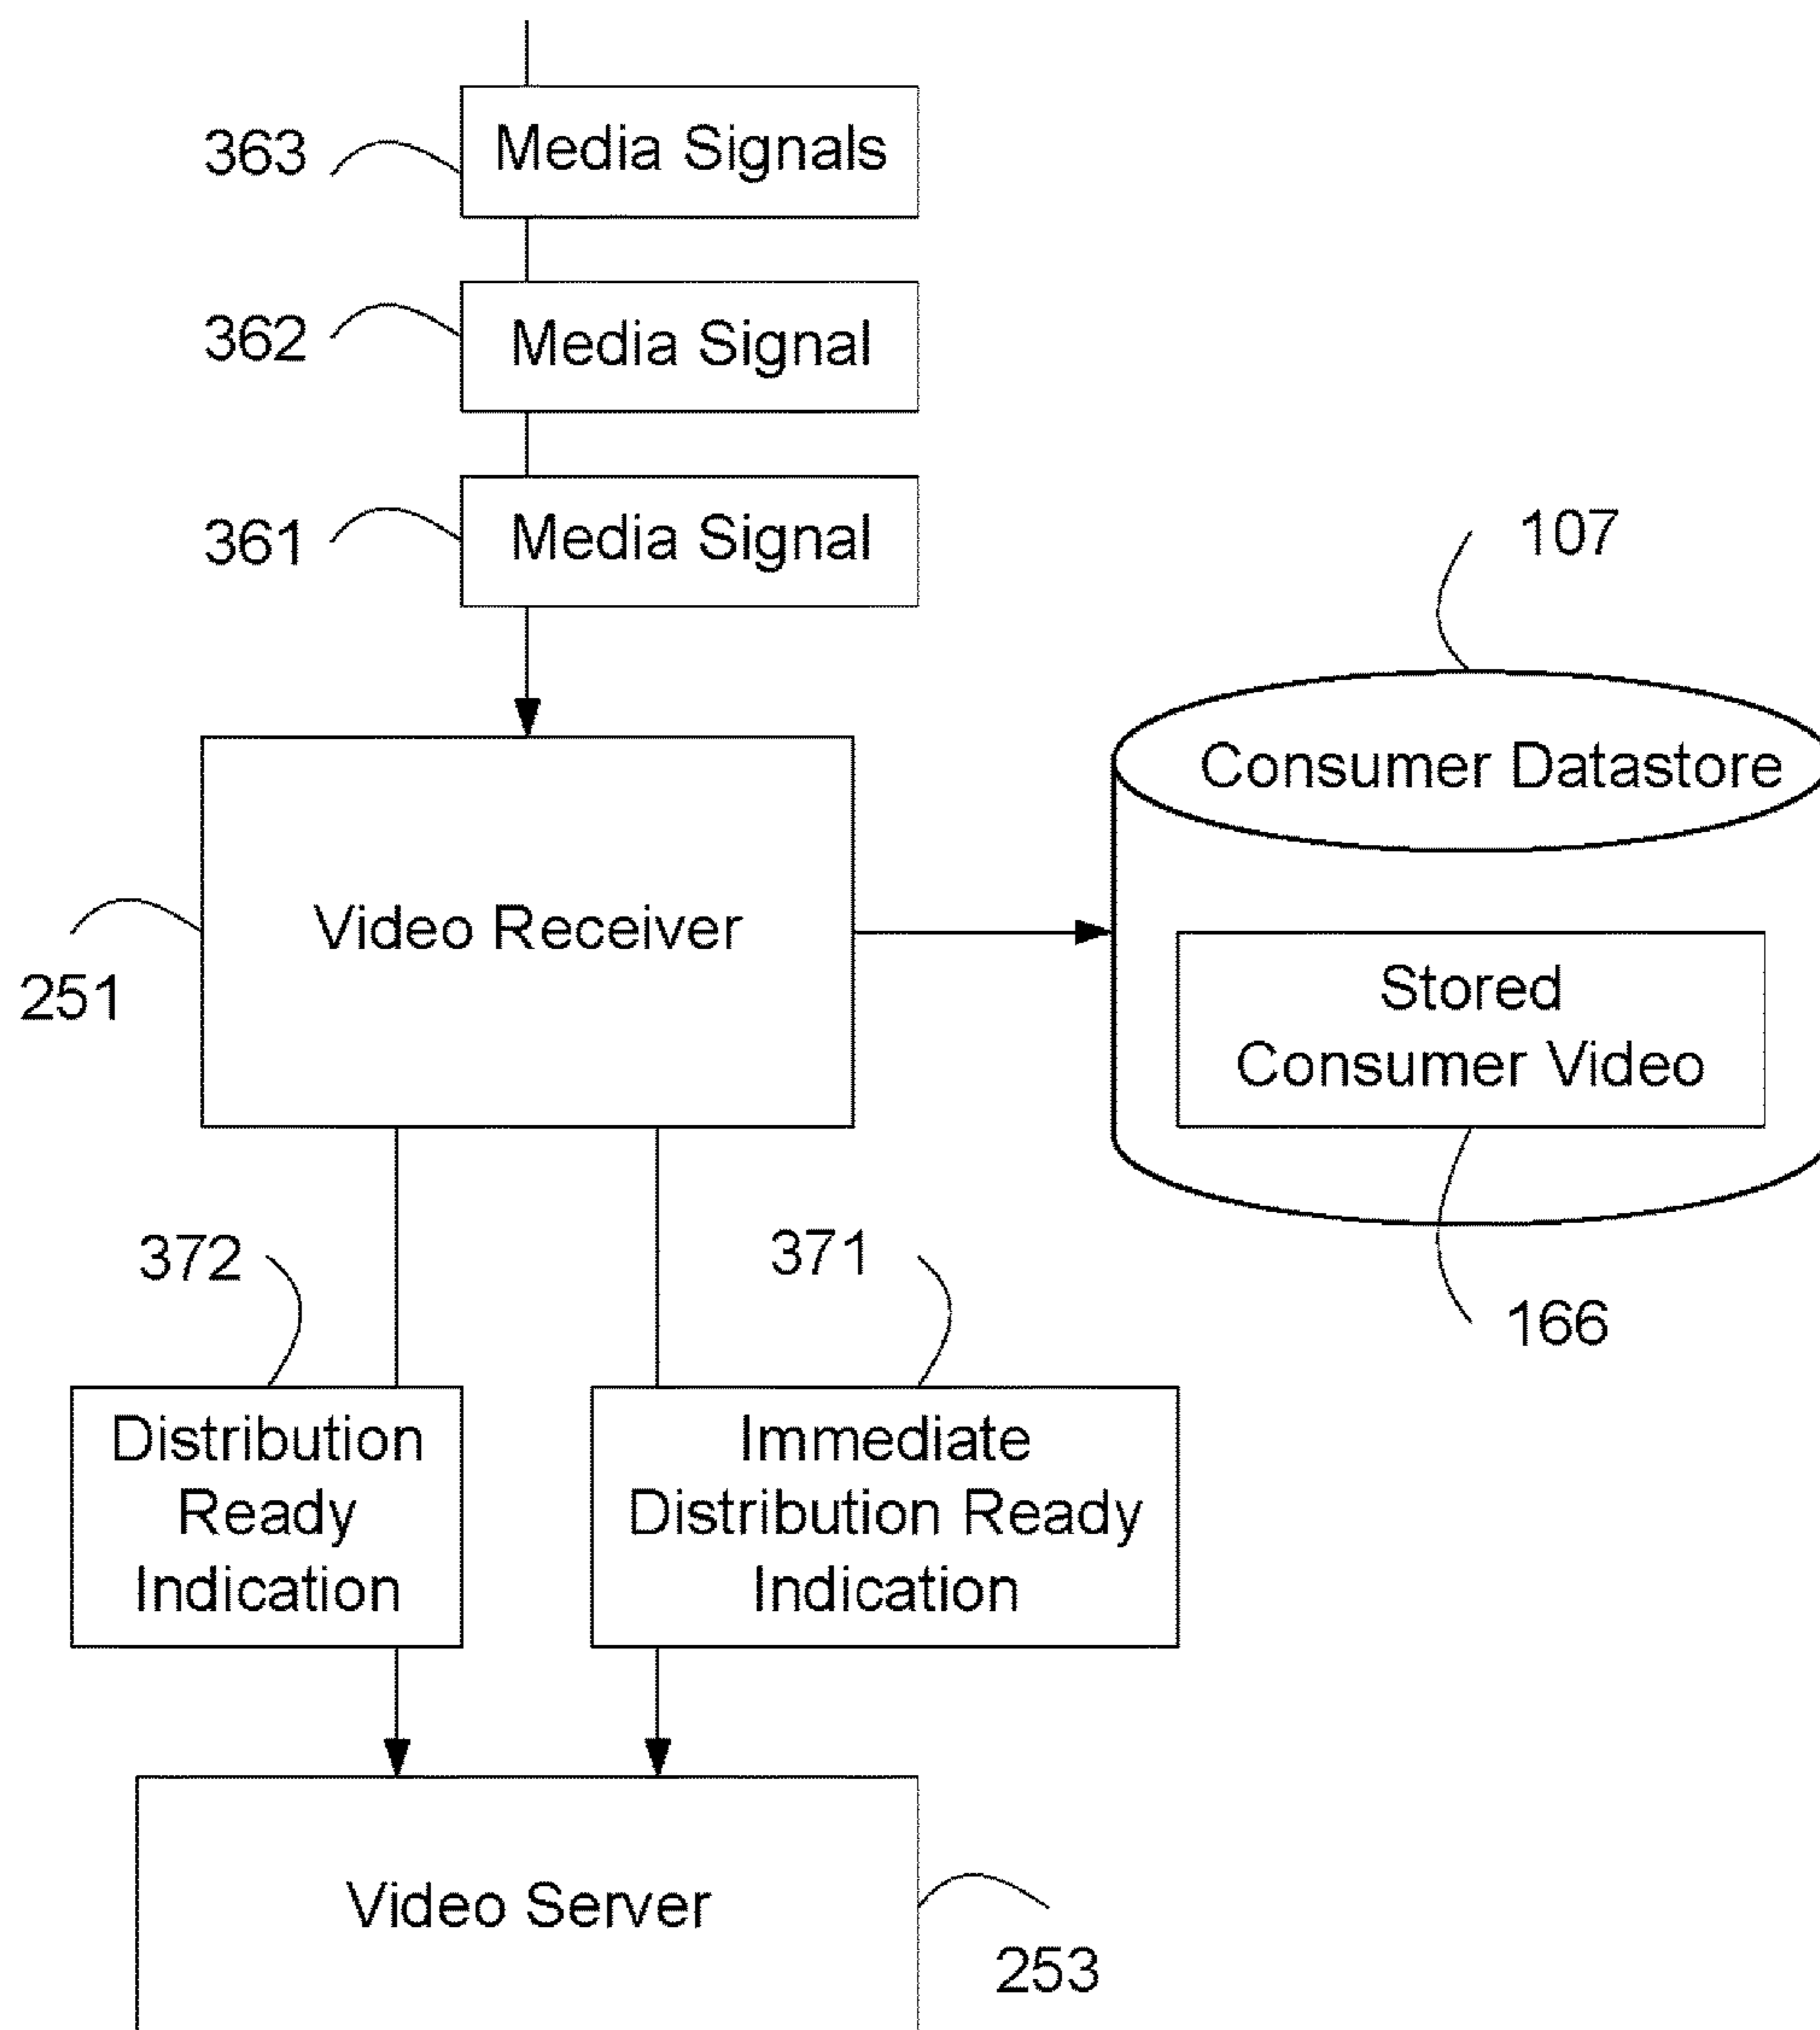 363
Media Signals
362
Media Signal
361
Media Signal
107
Consumer Datastore
Video Receiver
251
Stored
Consumer Video
166
372
371
Distribution
Ready
Indication
Immediate
Distribution Ready
Indication
Video Server
253